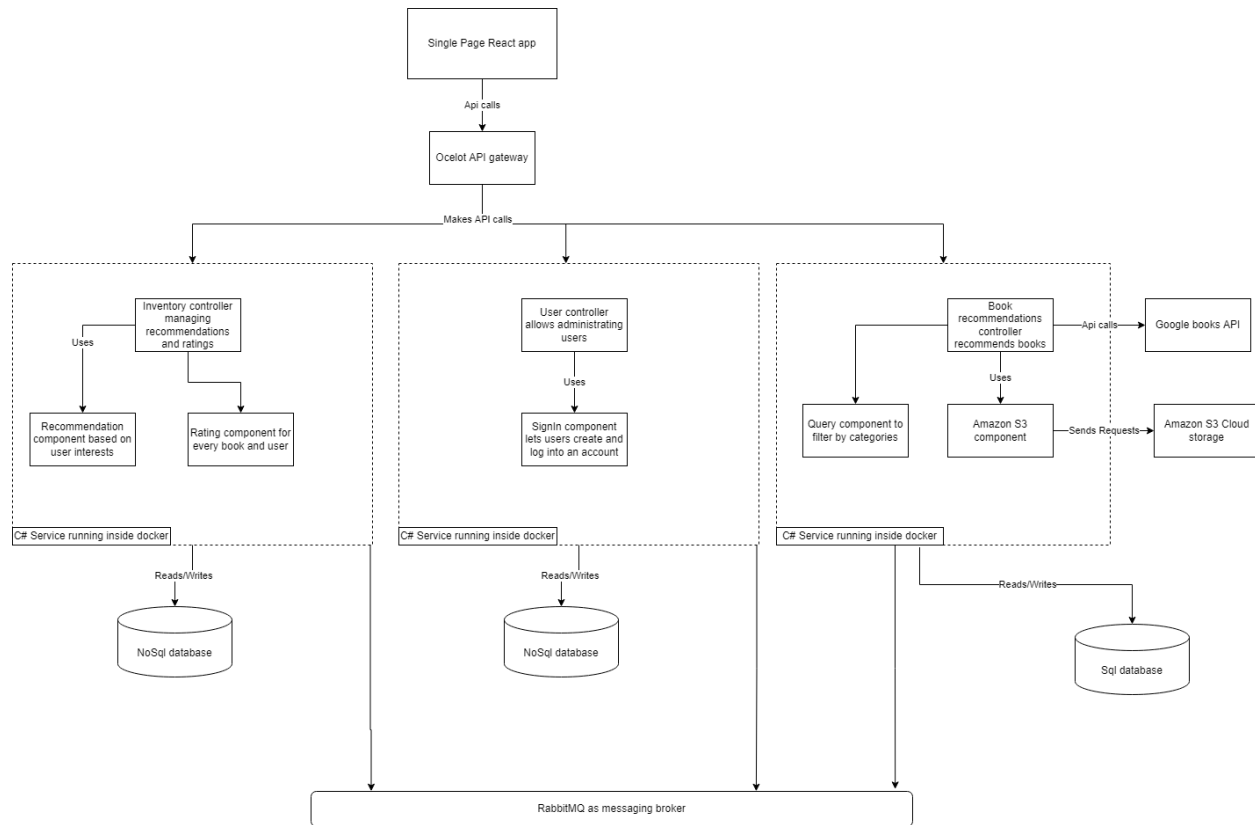 Single Page React app
Api calls
Ocelot API gateway
Makes API calls
Inventory controller
managing
recommendations
and ratings
Uses
Recommendation
component based on
user interests
Rating component for
every book and user
C# Service running inside docker
User controller
allows administrating
users
Uses
SignIn component
lets users create and
log into an account
C# Service running inside docker
Book
recommendations
controller
recommends books
Api calls
Google books API
Uses
Query component to
filter by categories
Amazon S3
component
Sends Requests
Amazon S3 Cloud
storage
C# Service running inside docker
Reads/Writes
NoSql database
Reads/Writes
NoSql database
Reads/Writes
Sql database
RabbitMQ as messaging broker